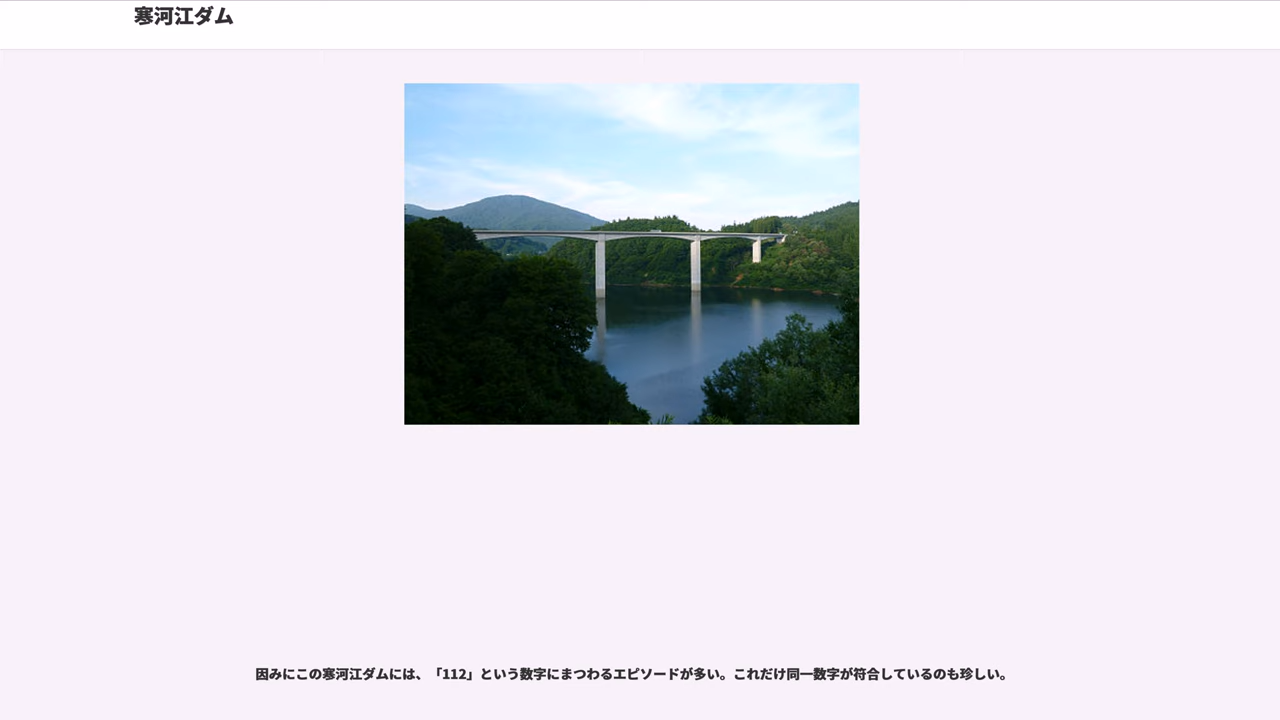 寒河江ダム
因みにこの寒河江ダムには、「112」という数字にまつわるエピソードが多い。これだけ同一数字が符合しているのも珍しい。